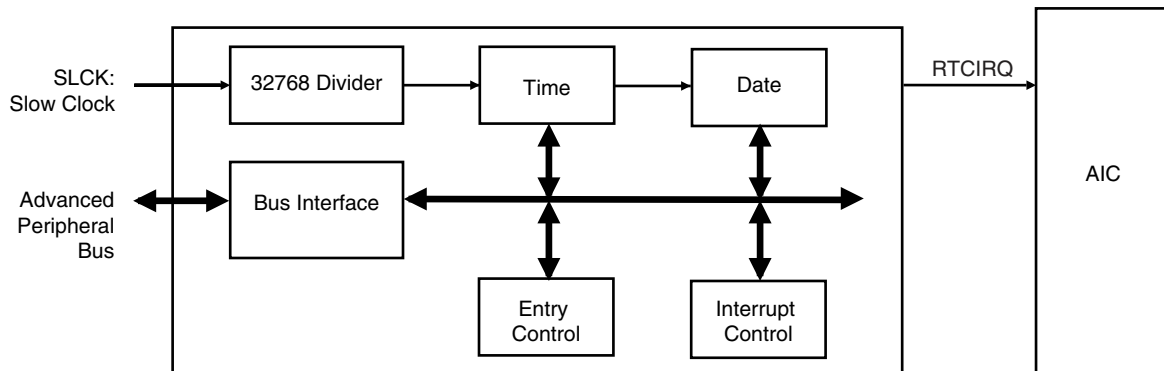 SLCK:
Slow Clock
32768 Divider
Time
Date
RTCIRQ
AIC
Advanced
Peripheral
Bus
Bus Interface
Entry
Control
Interrupt
Control